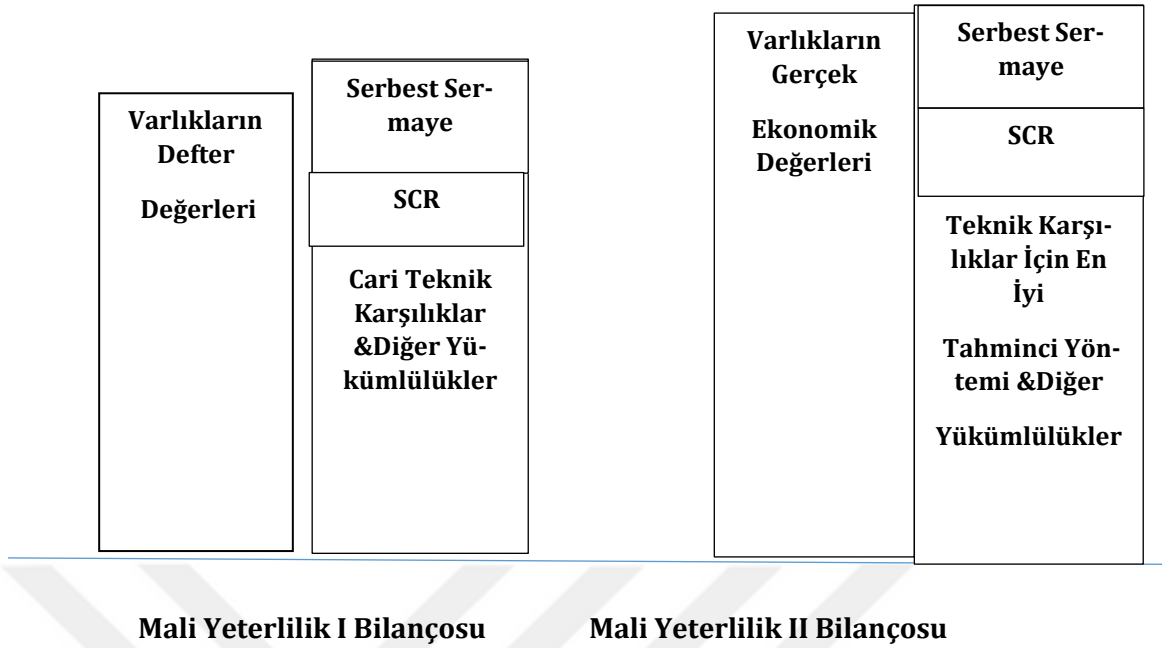 Varlıkların
Defter
Değerleri
Serbest Ser-
maye
SCR
Cari Teknik
Karşılıklar
&Diğer Yü-
kümlülükler
Varlıkların
Gerçek
Ekonomik
Değerleri
Serbest Ser-
maye
SCR
Teknik Karşı-
lıklar İçin En
İyi
Tahminci Yön-
temi &Diğer
Yükümlülükler
Mali Yeterlilik I Bilançosu
Mali Yeterlilik II Bilançosu